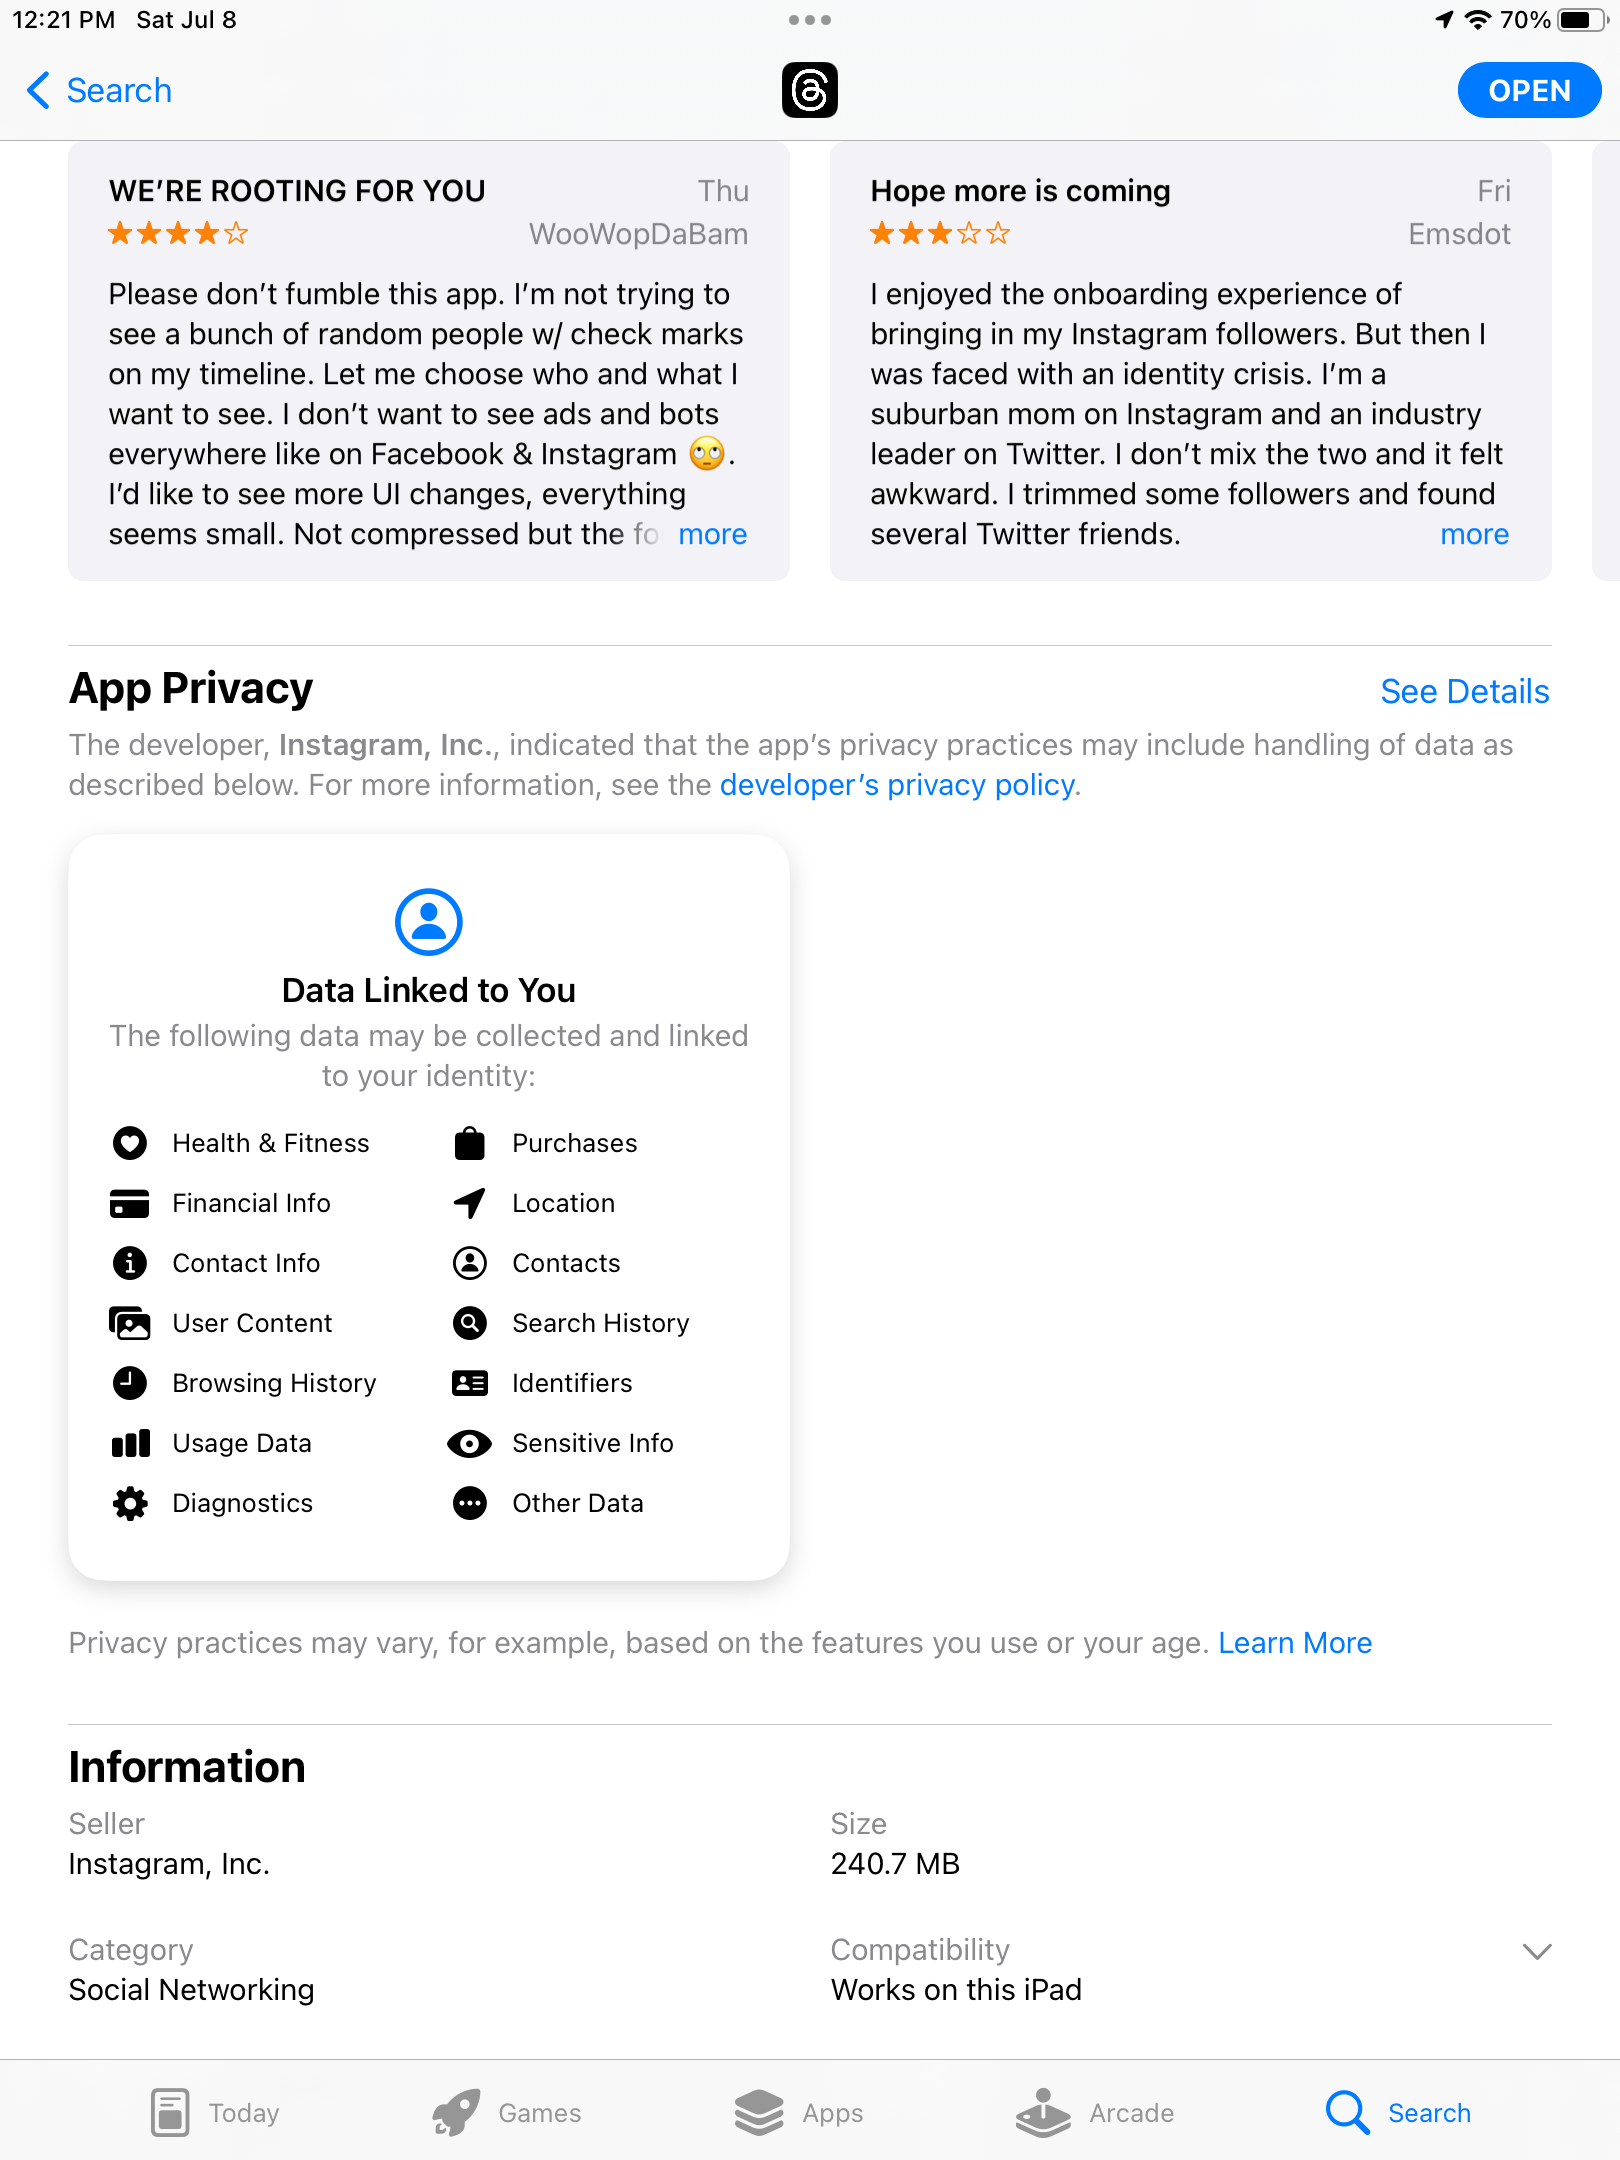 12:21 PM Sat Jul 8
70%
Search
OPEN
WE’RE ROOTING FOR YOU
Thu
WooWopDaBam
Please don’t fumble this app. I’m not trying to
see a bunch of random people w/ check marks
on my timeline. Let me choose who and what I
want to see. I don’t want to see ads and bots
everywhere like on Facebook & Instagram 🙄.
I’d like to see more UI changes, everything
seems small. Not compressed but the fo more
Hope more is coming
Fri
Emsdot
I enjoyed the onboarding experience of
bringing in my Instagram followers. But then I
was faced with an identity crisis. I’m a
suburban mom on Instagram and an industry
leader on Twitter. I don’t mix the two and it felt
awkward. I trimmed some followers and found
several Twitter friends. more
App Privacy
See Details
The developer, Instagram, Inc., indicated that the app’s privacy practices may include handling of data as
described below. For more information, see the developer’s privacy policy.
Data Linked to You
The following data may be collected and linked
to your identity:
Health & Fitness
Purchases
Financial Info
Location
Contact Info
Contacts
User Content
Search History
Browsing History
Identifiers
Usage Data
Sensitive Info
Diagnostics
Other Data
Privacy practices may vary, for example, based on the features you use or your age. Learn More
Information
Seller
Instagram, Inc.
Size
240.7 MB
Category
Social Networking
Compatibility
Works on this iPad
Today
Games
Apps
Arcade
Search